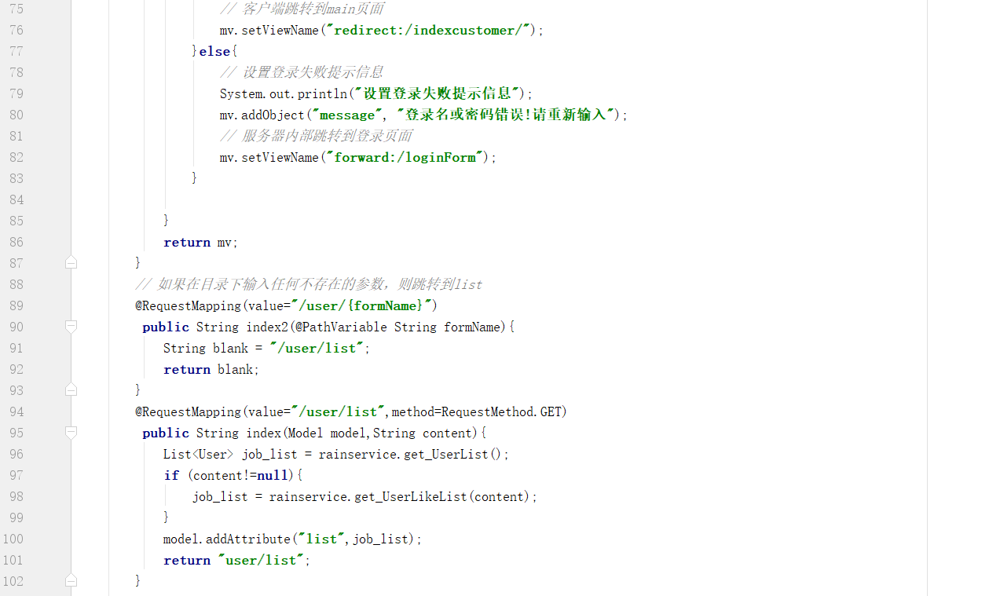 75 // 客户端跳转到main页面
76 mv.setViewName("redirect:/indexcustomer/");
77 }else{
78 // 设置登录失败提示信息
79 System.out.println("设置登录失败提示信息");
80 mv.addObject("message", "登录名或密码错误!请重新输入");
81 // 服务器内部跳转到登录页面
82 mv.setViewName("forward:/loginForm");
83 }
84
85 }
86 return mv;
87 }
88 // 如果在目录下输入任何不存在的参数，则跳转到list
89 @RequestMapping(value="/user/{formName}")
90 public String index2(@PathVariable String formName){
91 String blank = "/user/list";
92 return blank;
93 }
94 @RequestMapping(value="/user/list",method=RequestMethod.GET)
95 public String index(Model model,String content){
96 List<User> job_list = rainservice.get_UserList();
97 if (content!=null){
98 job_list = rainservice.get_UserLikeList(content);
99 }
100 model.addAttribute("list",job_list);
101 return "user/list";
102 }